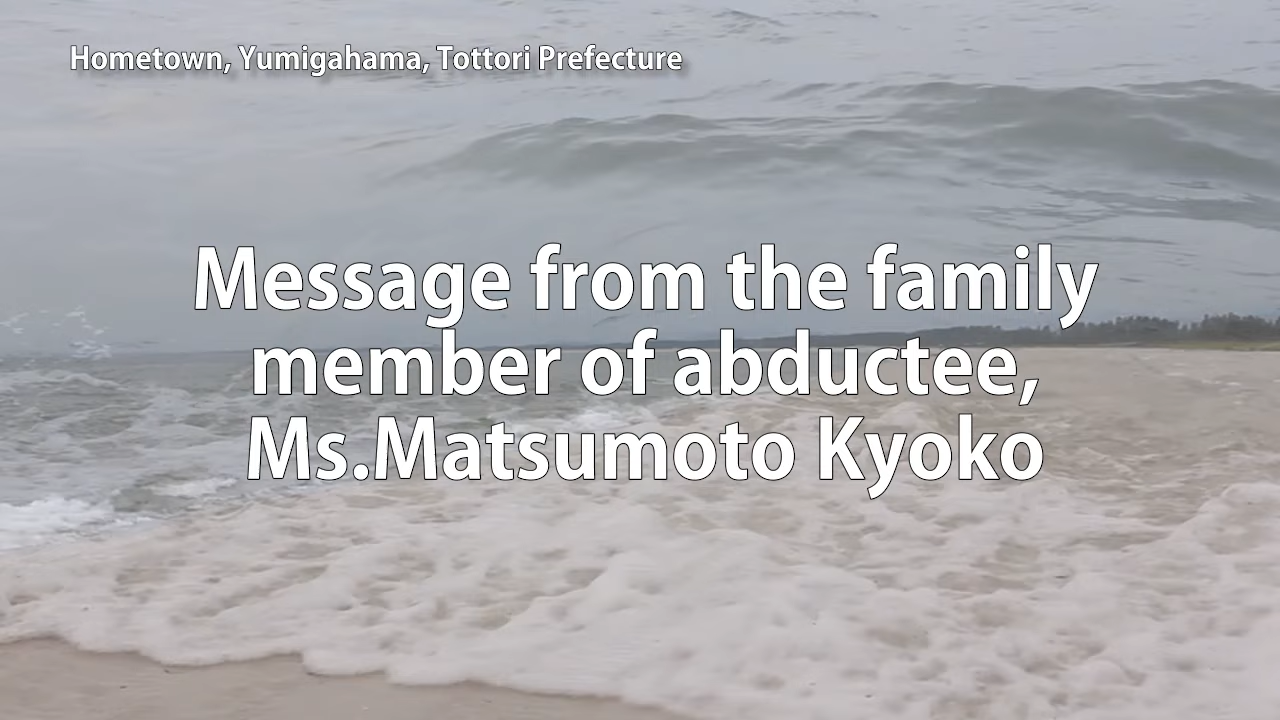 Hometown, Yumigahama, Tottori Prefecture
Message from the family
member of abductee,
Ms.Matsumoto Kyoko